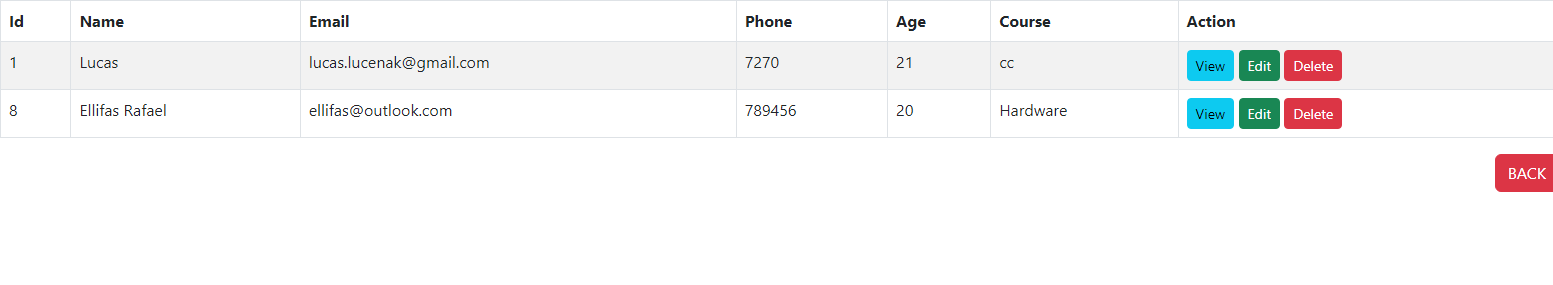 Id Name Email Phone Age Course Action
1 Lucas lucas.lucenak@gmail.com 7270 21 cc View Edit Delete
8 Ellifas Rafael ellifas@outlook.com 789456 20 Hardware View Edit Delete
BACK